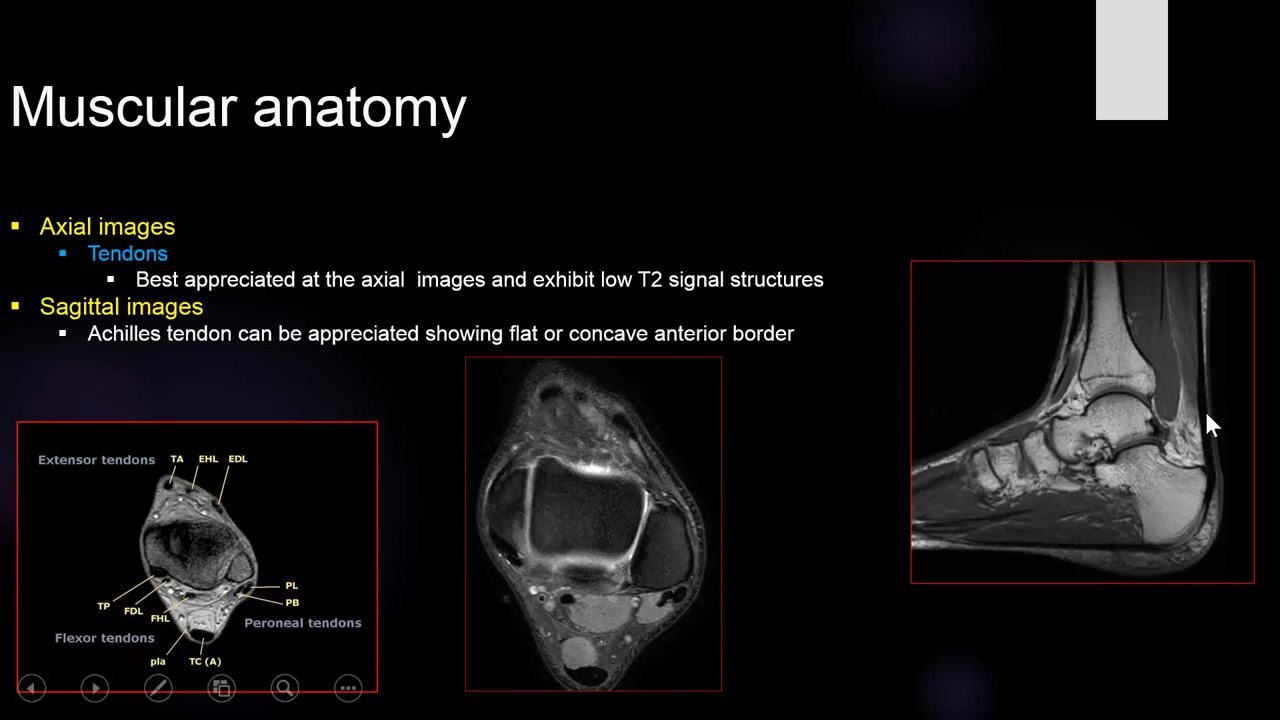 Muscular anatomy
Axial images
Tendons
Best appreciated at the axial  images and exhibit low T2 signal structures
Sagittal images
Achilles tendon can be appreciated showing flat or concave anterior border
Extensor tendons TA EHL EDL
TP FDL FHL PL
PB
Peroneal tendons
Flexor tendons
pla TC (A)